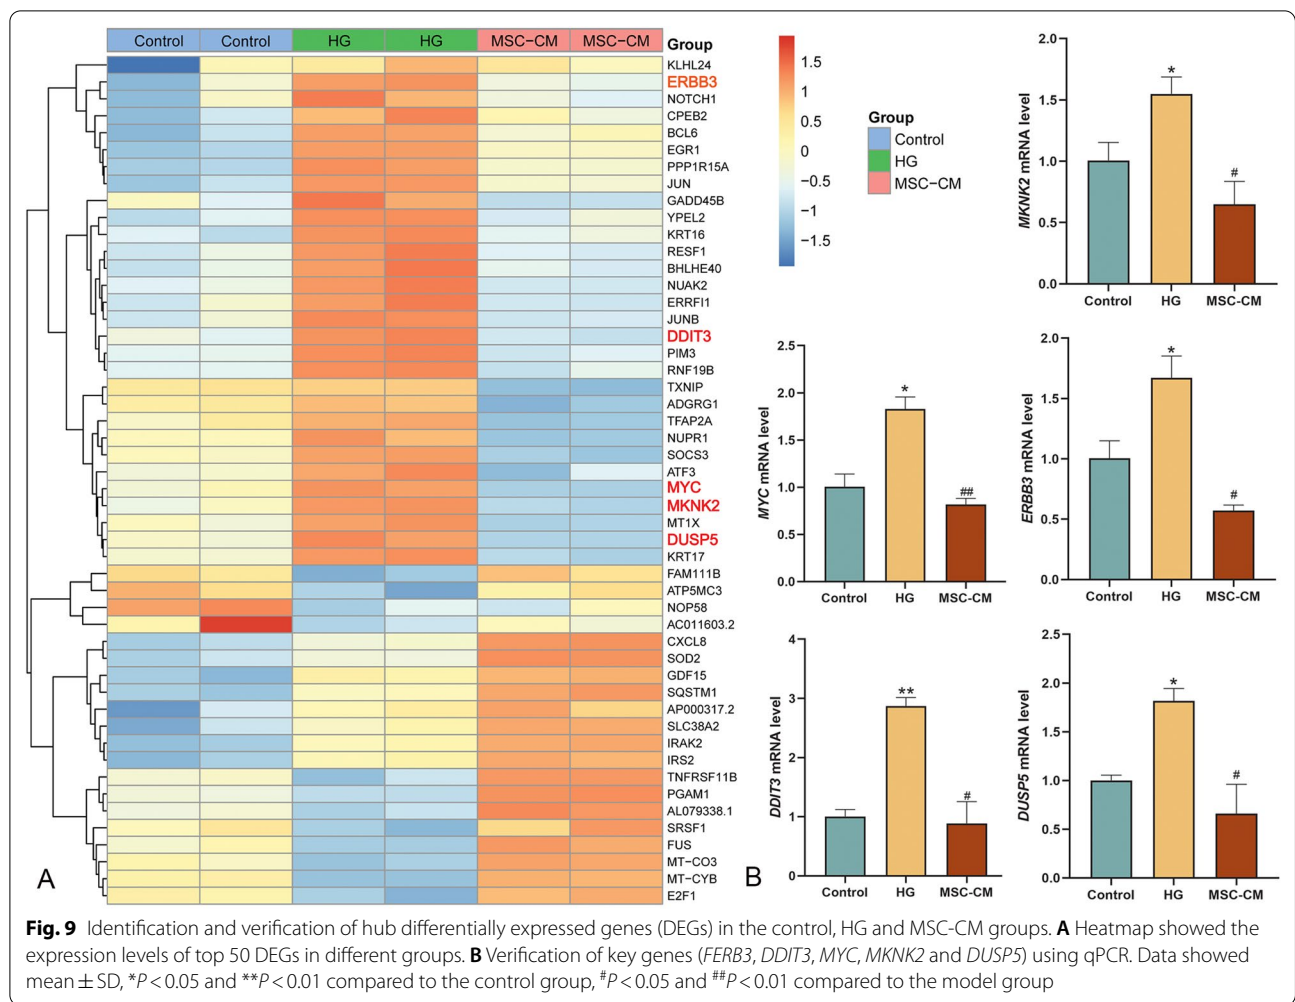 Control Control HG HG MSC−CM MSC−CM Group
KLHL24
ERBB3
NOTCH1
CPEB2
BCL6
EGR1
PPP1R15A
JUN
GADD45B
YPEL2
KRT16
RESF1
BHLHE40
NUAK2
ERRFI1
JUNB
DDIT3
PIM3
RNF19B
TXNIP
ADGRG1
TFAP2A
NUPR1
SOCS3
ATF3
MYC
MKNK2
MT1X
DUSP5
KRT17
FAM111B
ATP5MC3
NOP58
AC011603.2
CXCL8
SOD2
GDF15
SQSTM1
AP000317.2
SLC38A2
IRAK2
IRS2
TNFRSF11B
PGAM1
AL079338.1
SRSF1
FUS
MT−CO3
MT−CYB
E2F1
A
1.5
1
0.5
0
−0.5
−1
−1.5
Group
Control
HG
MSC−CM
MKNK2 mRNA level
2.0
1.5
1.0
0.5
0.0
*
#
Control HG MSC-CM
MYC mRNA level
2.5
2.0
1.5
1.0
0.5
0.0
*
##
Control HG MSC-CM
ERBB3 mRNA level
2.0
1.5
1.0
0.5
0.0
*
#
Control HG MSC-CM
DDIT3 mRNA level
4
3
2
1
0
**
#
Control HG MSC-CM
DUSP5 mRNA level
2.5
2.0
1.5
1.0
0.5
0.0
*
#
Control HG MSC-CM
B
Fig. 9 Identification and verification of hub differentially expressed genes (DEGs) in the control, HG and MSC-CM groups. A Heatmap showed the
expression levels of top 50 DEGs in different groups. B Verification of key genes (FERB3, DDIT3, MYC, MKNK2 and DUSP5) using qPCR. Data showed
mean ± SD, *P < 0.05 and **P < 0.01 compared to the control group, #P < 0.05 and ##P < 0.01 compared to the model group